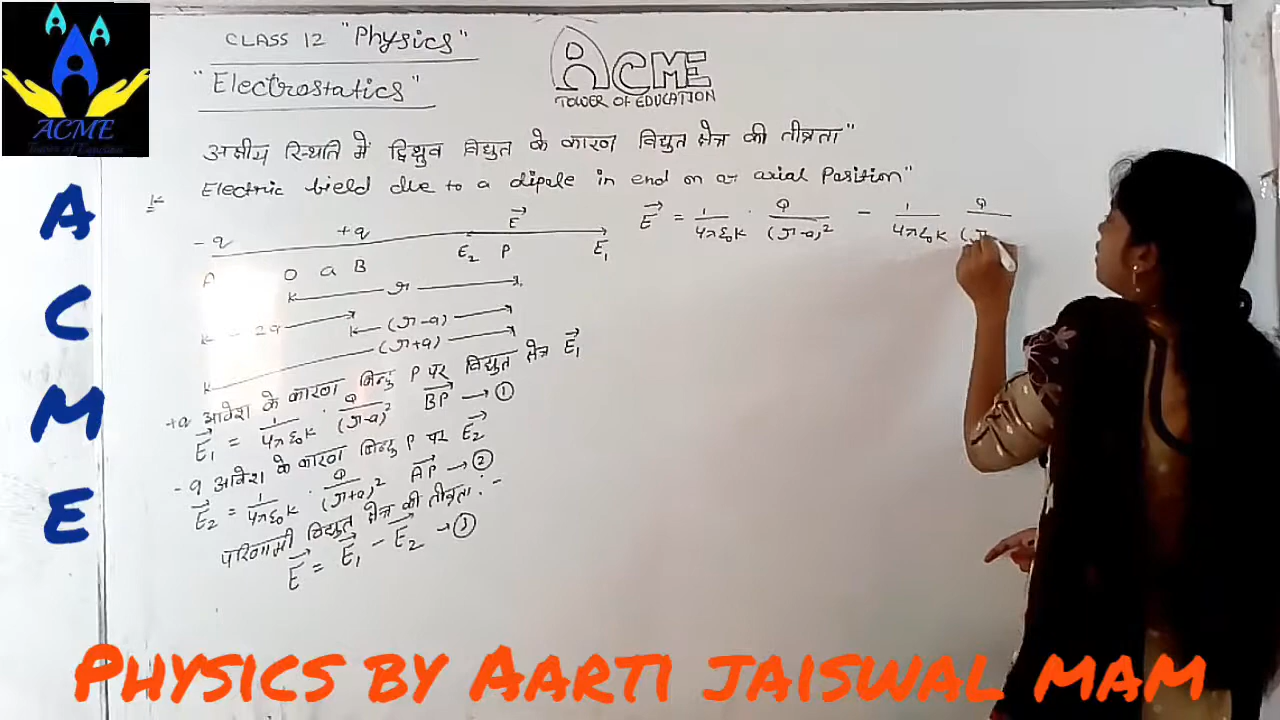 ACME
Tower of Education
A
C
M
E
CLASS 12 "Physics"
"Electrostatics"
ACME
TOWER OF EDUCATION
अक्षीय स्थिति में द्विध्रुव विद्युत के कारण विद्युत क्षेत्र की तीव्रता"
Electric field due to a dipole in end on or axial Position"
-q +q E⃗
A O a B E₂ P E₁
r
2a (r-a)
(r+a)
+q आवेश के कारण बिन्दु P पर विद्युत क्षेत्र E⃗₁
E⃗₁ = 1/4πε₀K · q/(r-a)² BP⃗ → ①
-q आवेश के कारण बिन्दु P पर E⃗₂
E⃗₂ = 1/4πε₀K · q/(r+a)² AP⃗ → ②
परिणामी विद्युत क्षेत्र की तीव्रता :-
E⃗ = E⃗₁ - E⃗₂ → ③
E⃗ = 1/4πε₀K · q/(r-a)² - 1/4πε₀K q/(r
PHYSICS BY AARTI JAISWAL MAM